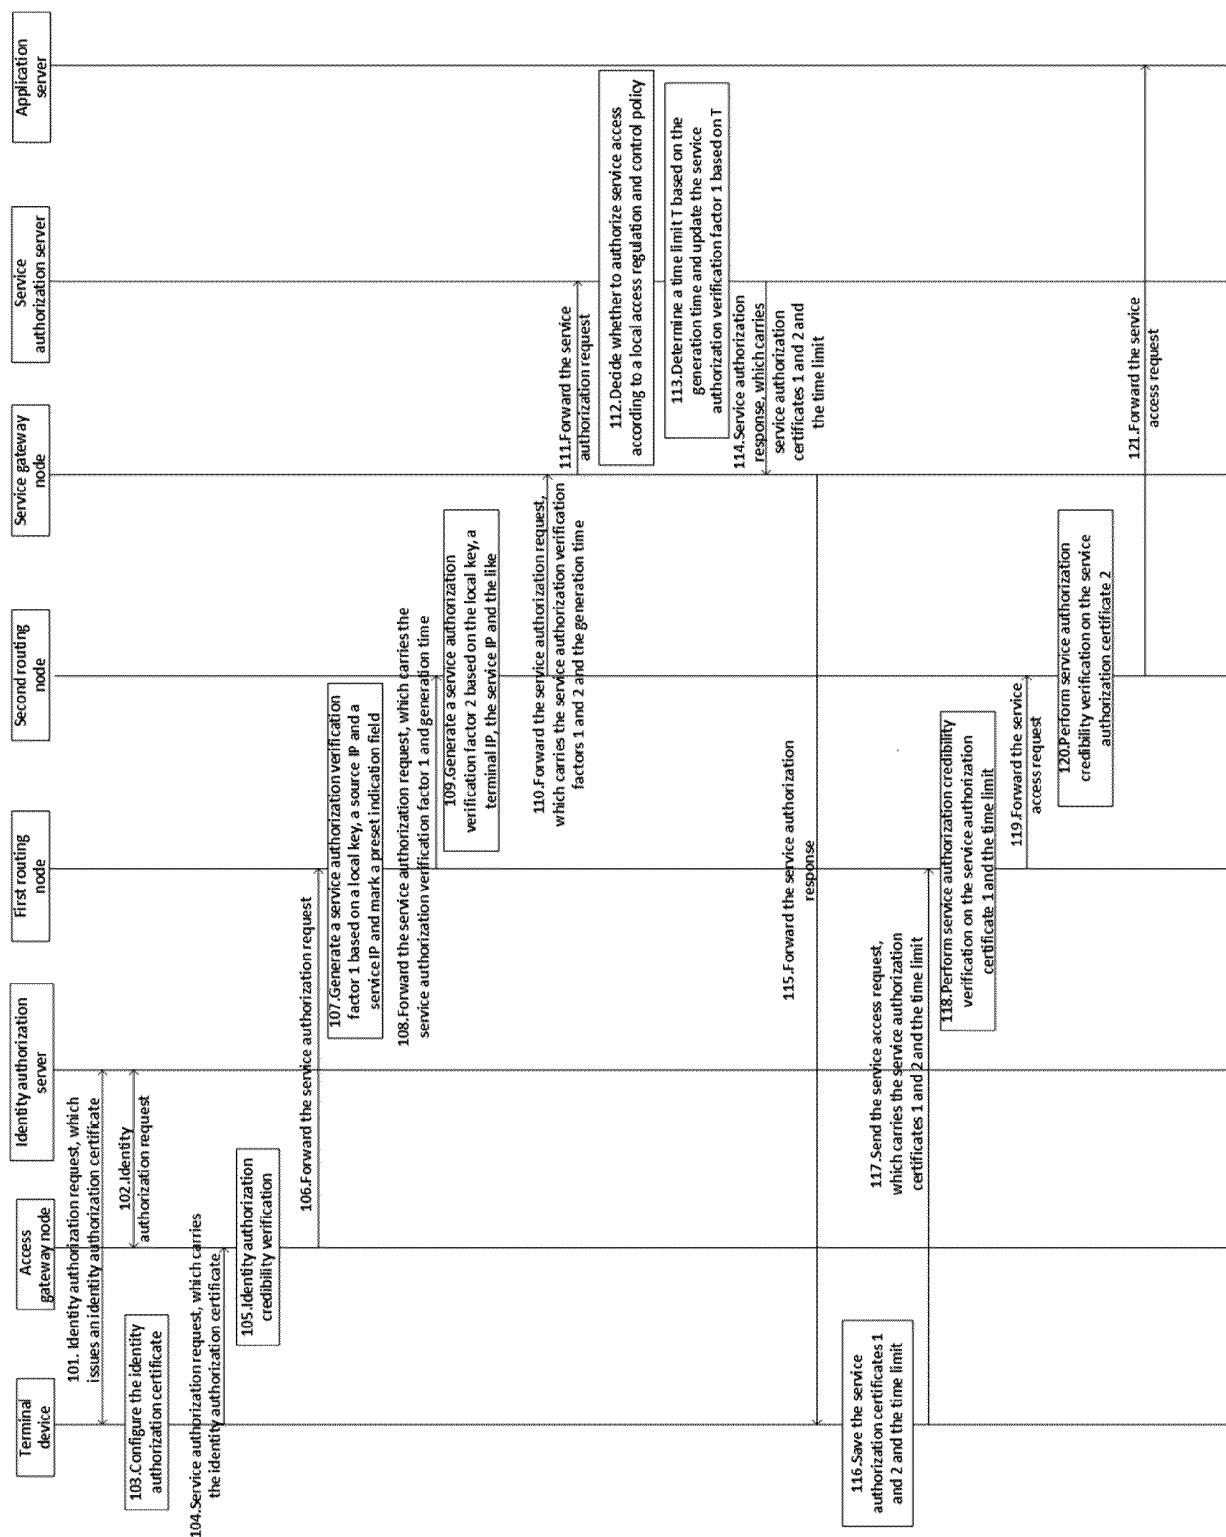 Terminal
device
Access
gateway node
Identity authorization
server
First routing
node
Second routing
node
Service gateway
node
Service
authorization server
Application
server
101. Identity authorization request, which
issues an identity authorization certificate
102.Identity
authorization request
103.Configure the identity
authorization certificate
104.Service authorization request, which carries
the identity authorization certificate
105.Identity authorization
credibility verification
106.Forward the service authorization request
107.Generate a service authorization verification
factor 1 based on a local key, a source IP and a
service IP and mark a preset indication field
108.Forward the service authorization request, which carries the
service authorization verification factor 1 and generation time
109.Generate a service authorization
verification factor 2 based on the local key, a
terminal IP, the service IP and the like
110.Forward the service authorization request,
which carries the service authorization verification
factors 1 and 2 and the generation time
111.Forward the service
authorization request
112.Decide whether to authorize service access
according to a local access regulation and control policy
113.Determine a time limit T based on the
generation time and update the service
authorization verification factor 1 based on T
114.Service authorization
response, which carries
service authorization
certificates 1 and 2 and
the time limit
115.Forward the service authorization
response
116.Save the service
authorization certificates 1
and 2 and the time limit
117.Send the service access request,
which carries the service authorization
certificates 1 and 2 and the time limit
118.Perform service authorization credibility
verification on the service authorization
certificate 1 and the time limit
119.Forward the service
access request
120.Perform service authorization
credibility verification on the service
authorization certificate 2
121.Forward the service
access request